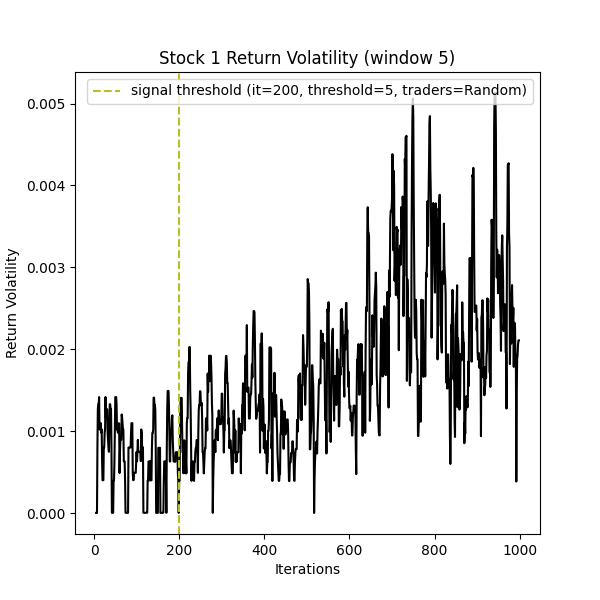 Stock 1 Return Volatility (window 5)
signal threshold (it=200, threshold=5, traders=Random)
0.005
0.004
0.003
0.002
0.001
0.000
Return Volatility
0 200 400 600 800 1000
Iterations